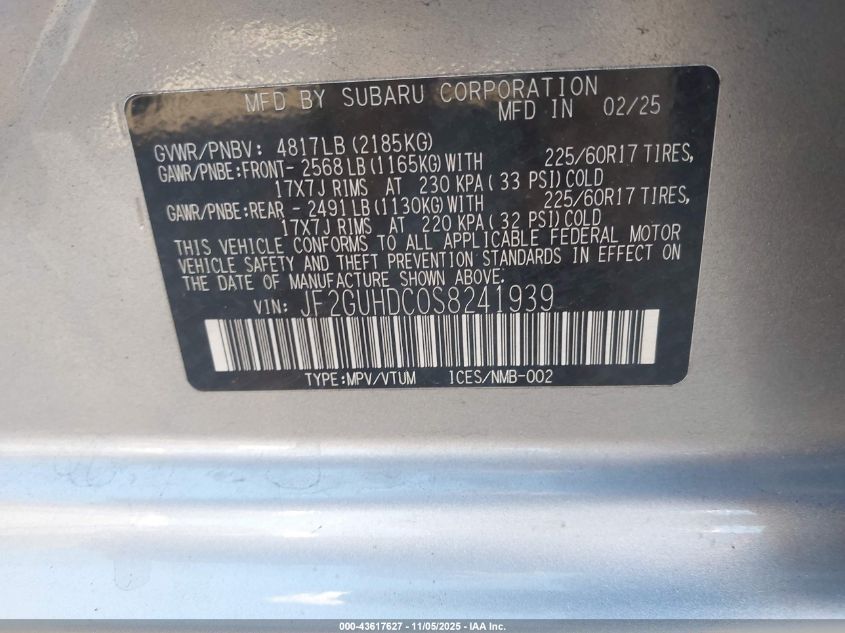 MFD BY SUBARU CORPORATION
MFD IN 02/25
GVWR/PNBV: 4817LB (2185KG)
GAWR/PNBE:FRONT- 2568LB(1165KG)WITH 225/60R17 TIRES,
17X7J RIMS AT 230 KPA( 33 PSI)COLD
GAWR/PNBE:REAR - 2491LB(1130KG)WITH 225/60R17 TIRES,
17X7J RIMS AT 220 KPA( 32 PSI)COLD
THIS VEHICLE CONFORMS TO ALL APPLICABLE FEDERAL MOTOR
VEHICLE SAFETY AND THEFT PREVENTION STANDARDS IN EFFECT ON
THE DATE OF MANUFACTURE SHOWN ABOVE.
VIN: JF2GUHDC0S8241939
TYPE:MPV/VTUM ICES/NMB-002
000-43617627 - 11/05/2025 - IAA Inc.